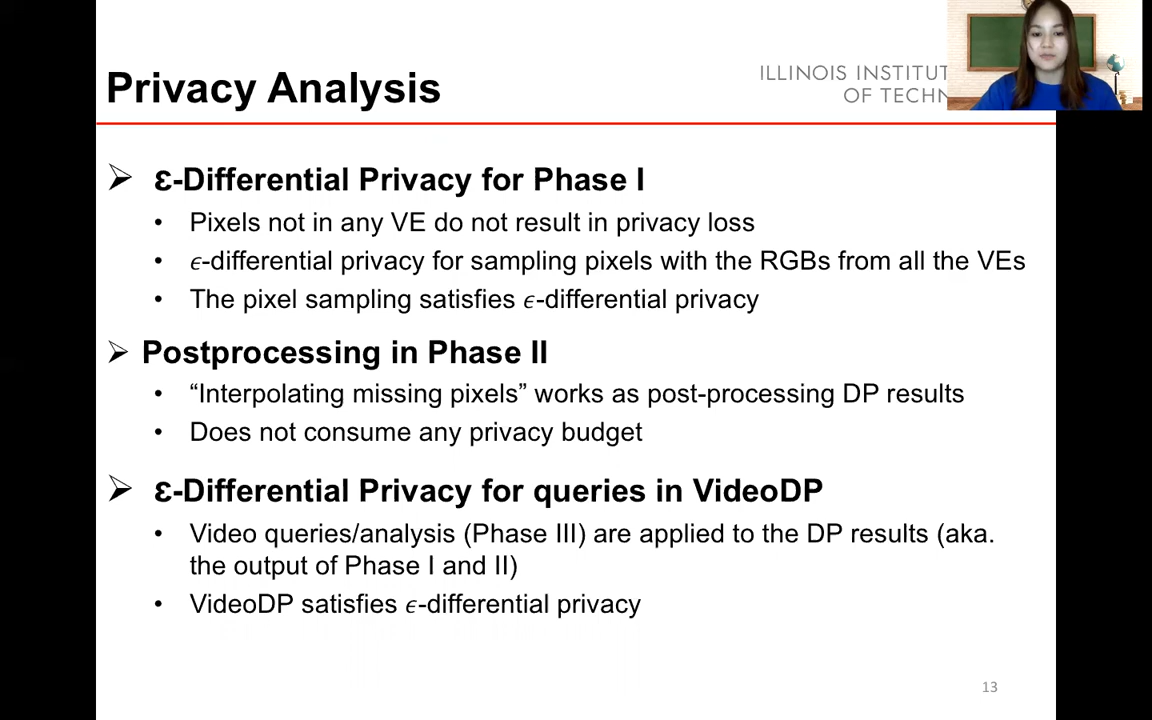 Privacy Analysis
ILLINOIS INSTITUT
OF TECHN
➢ Ɛ-Differential Privacy for Phase I
• Pixels not in any VE do not result in privacy loss
• ϵ-differential privacy for sampling pixels with the RGBs from all the VEs
• The pixel sampling satisfies ϵ-differential privacy
➢ Postprocessing in Phase II
• “Interpolating missing pixels” works as post-processing DP results
• Does not consume any privacy budget
➢ Ɛ-Differential Privacy for queries in VideoDP
• Video queries/analysis (Phase III) are applied to the DP results (aka.
the output of Phase I and II)
• VideoDP satisfies ϵ-differential privacy
13